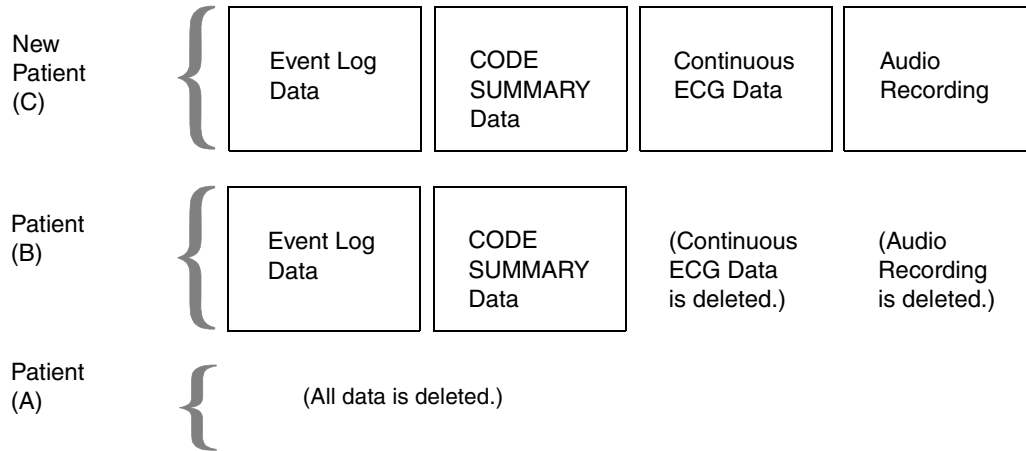 New
Patient
(C)
Event Log
Data
CODE
SUMMARY
Data
Continuous
ECG Data
Audio
Recording
Patient
(B)
Event Log
Data
CODE
SUMMARY
Data
(Continuous
ECG Data
is deleted.)
(Audio
Recording
is deleted.)
Patient
(A)
(All data is deleted.)